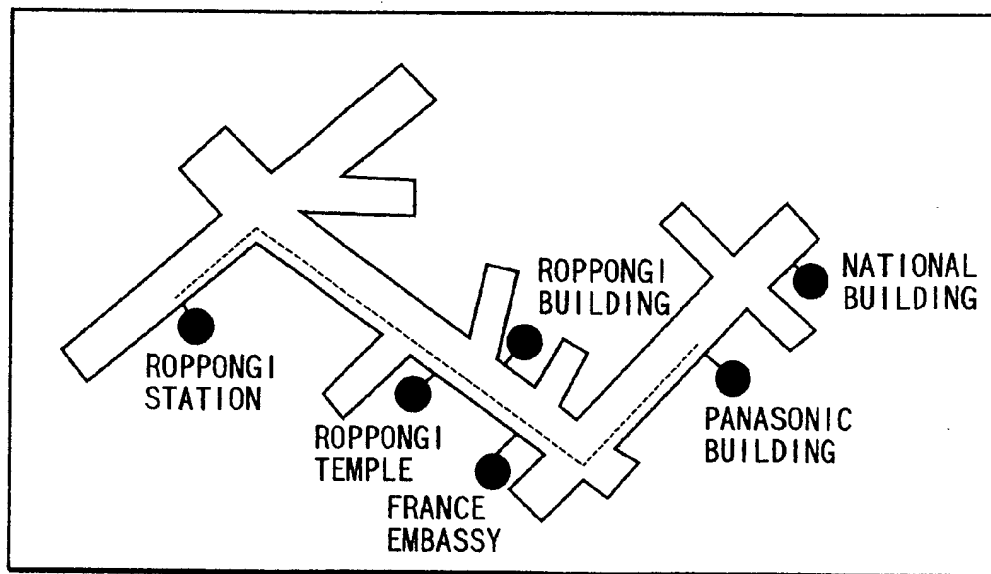 ROPPONGI
BUILDING
NATIONAL
BUILDING
ROPPONGI
STATION
ROPPONGI
TEMPLE
PANASONIC
BUILDING
FRANCE
EMBASSY